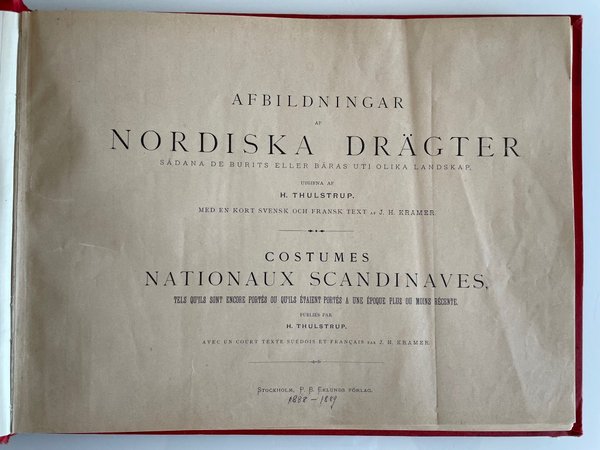 AFBILDNINGAR
AF
NORDISKA DRÄGTER
SÅDANA DE BURITS ELLER BÄRAS UTI OLIKA LANDSKAP.
UTGIFNA AF
H. THULSTRUP.
MED EN KORT SVENSK OCH FRANSK TEXT AF J. H. KRAMER
COSTUMES
NATIONAUX SCANDINAVES,
TELS QU'ILS SONT ENCORE PORTÉS OU QU'ILS ÉTAIENT PORTÉS A UNE ÉPOQUE PLUS OU MOINS RÉCENTE.
PUBLIÉS PAR
H. THULSTRUP.
AVEC UN COURT TEXTE SUEDOIS ET FRANÇAIS PAR J. H. KRAMER.
STOCKHOLM, P. B. EKLUNDS FÖRLAG.
1888–1889